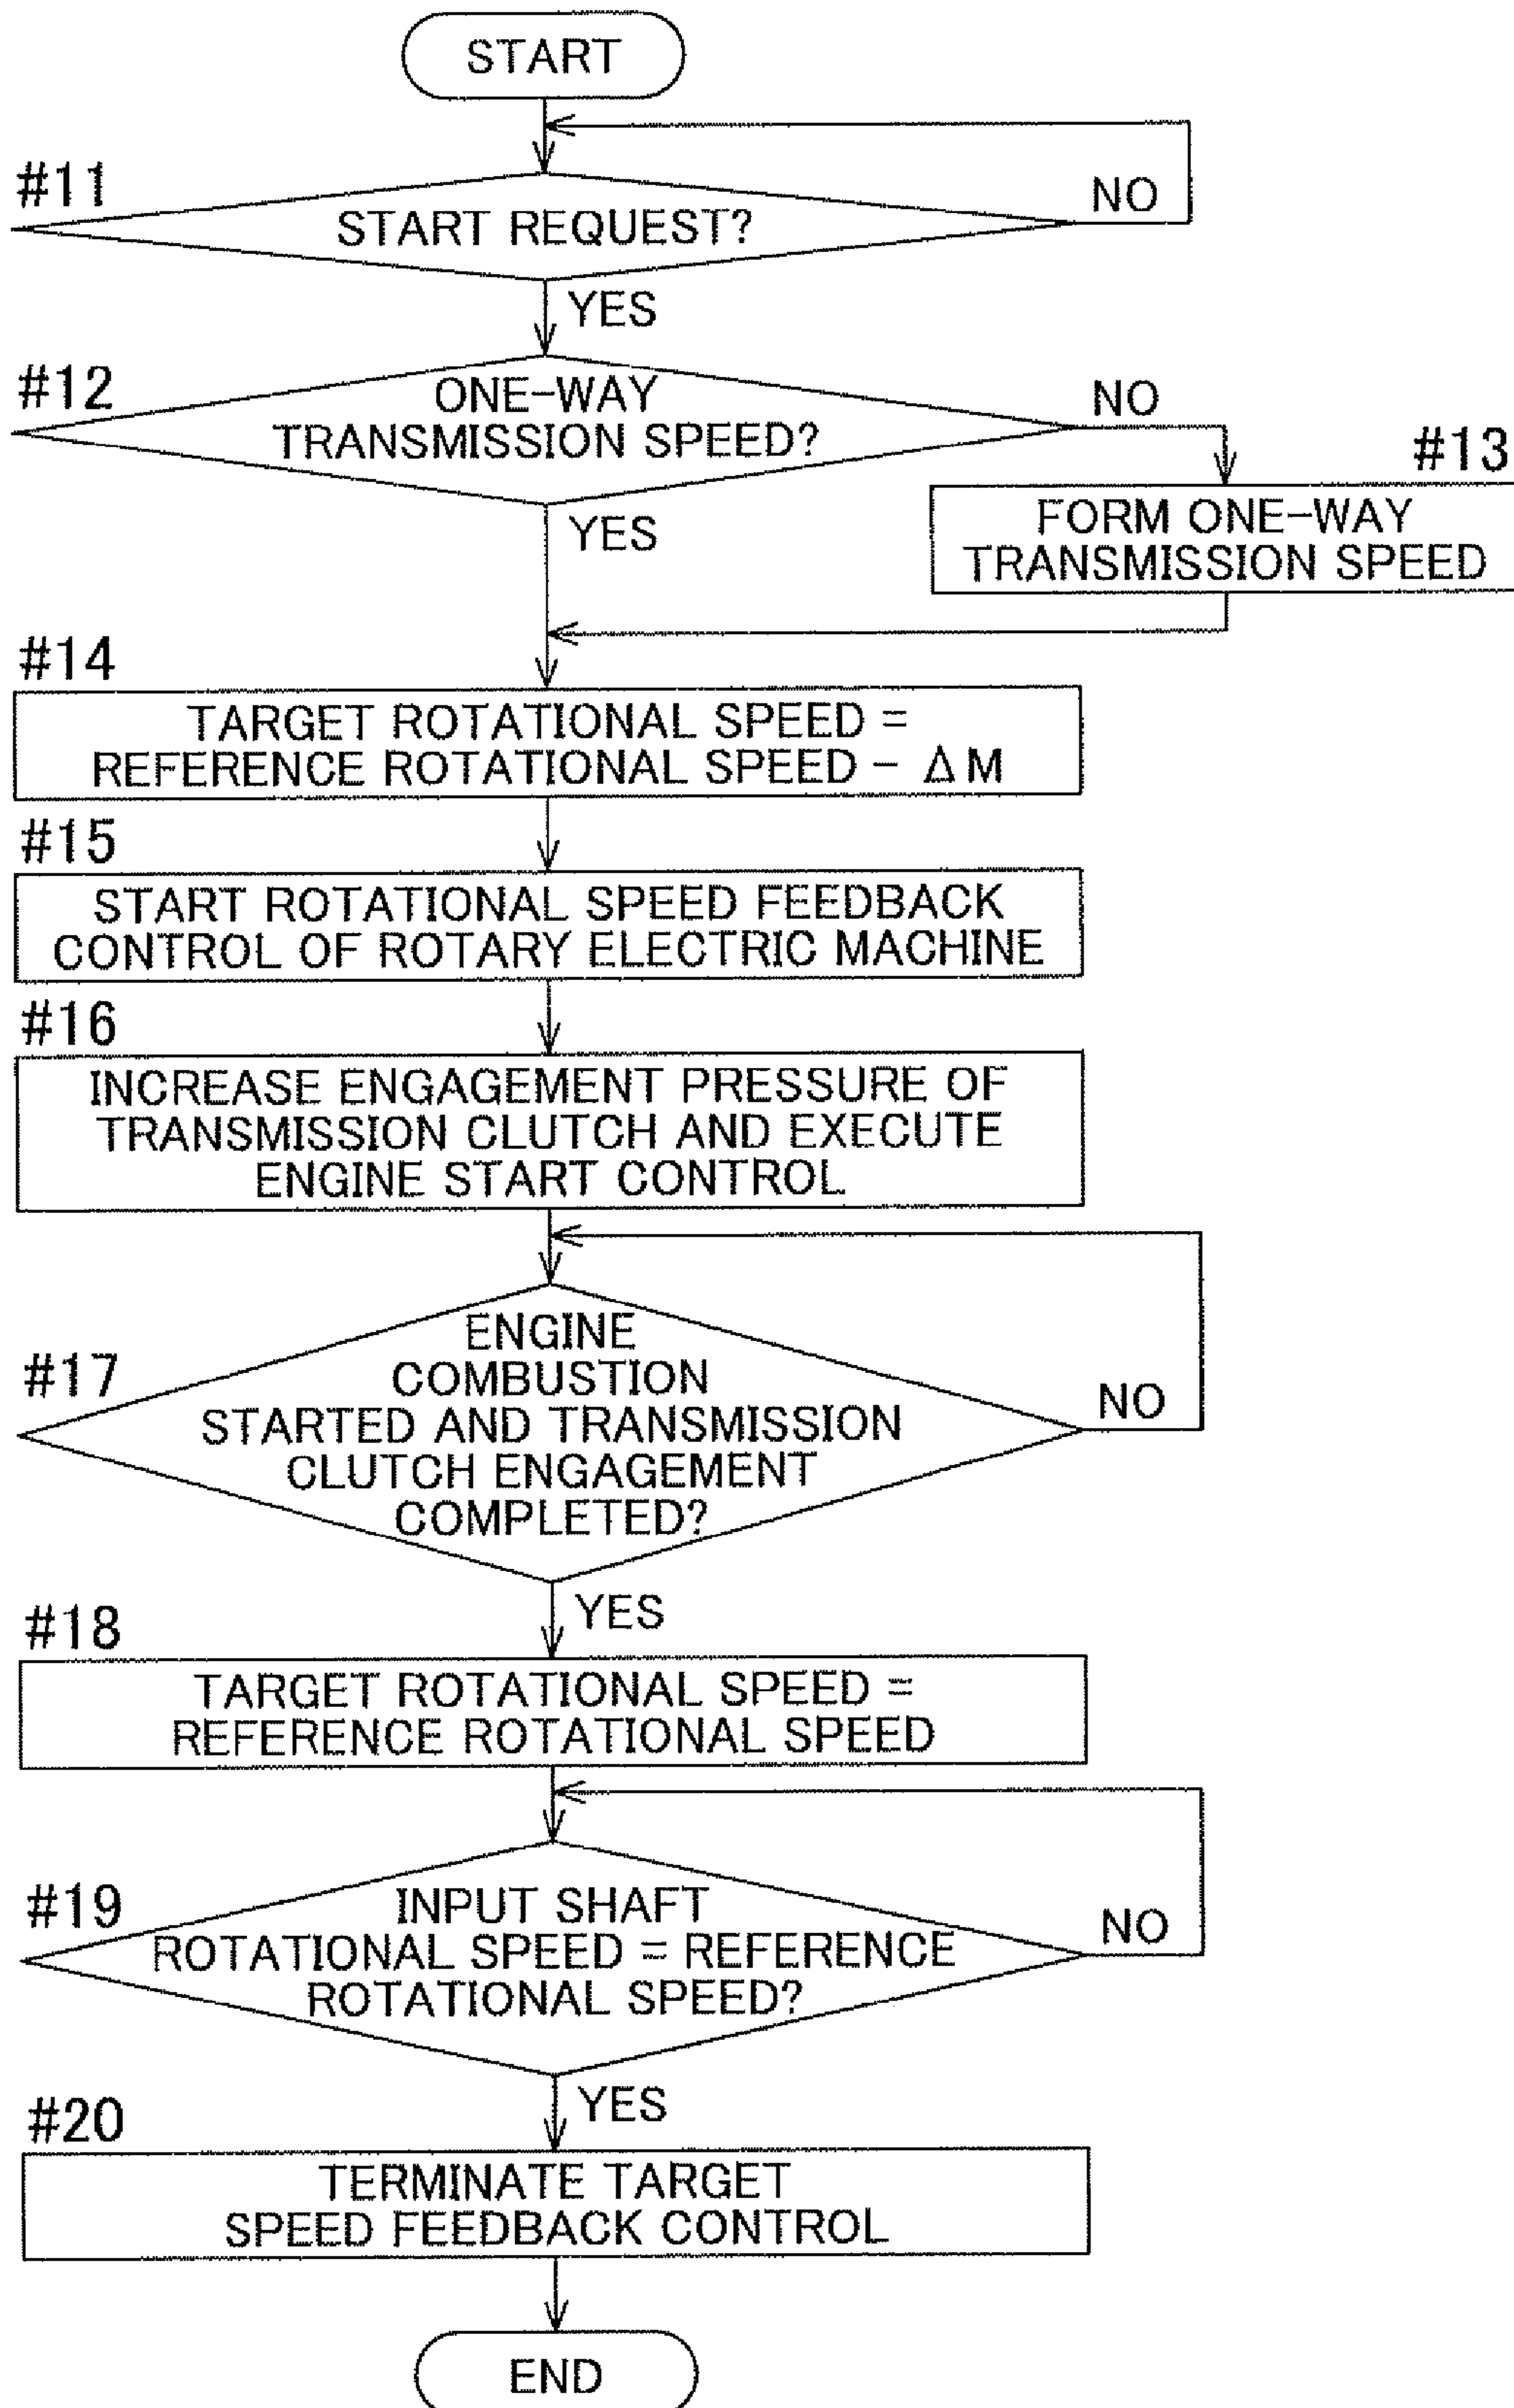 START
#11
START REQUEST?
NO
YES
#12
ONE-WAY
TRANSMISSION SPEED?
NO
#13
FORM ONE-WAY
TRANSMISSION SPEED
YES
#14
TARGET ROTATIONAL SPEED =
REFERENCE ROTATIONAL SPEED - ΔM
#15
START ROTATIONAL SPEED FEEDBACK
CONTROL OF ROTARY ELECTRIC MACHINE
#16
INCREASE ENGAGEMENT PRESSURE OF
TRANSMISSION CLUTCH AND EXECUTE
ENGINE START CONTROL
#17
ENGINE
COMBUSTION
STARTED AND TRANSMISSION
CLUTCH ENGAGEMENT
COMPLETED?
NO
YES
#18
TARGET ROTATIONAL SPEED =
REFERENCE ROTATIONAL SPEED
#19
INPUT SHAFT
ROTATIONAL SPEED = REFERENCE
ROTATIONAL SPEED?
NO
YES
#20
TERMINATE TARGET
SPEED FEEDBACK CONTROL
END